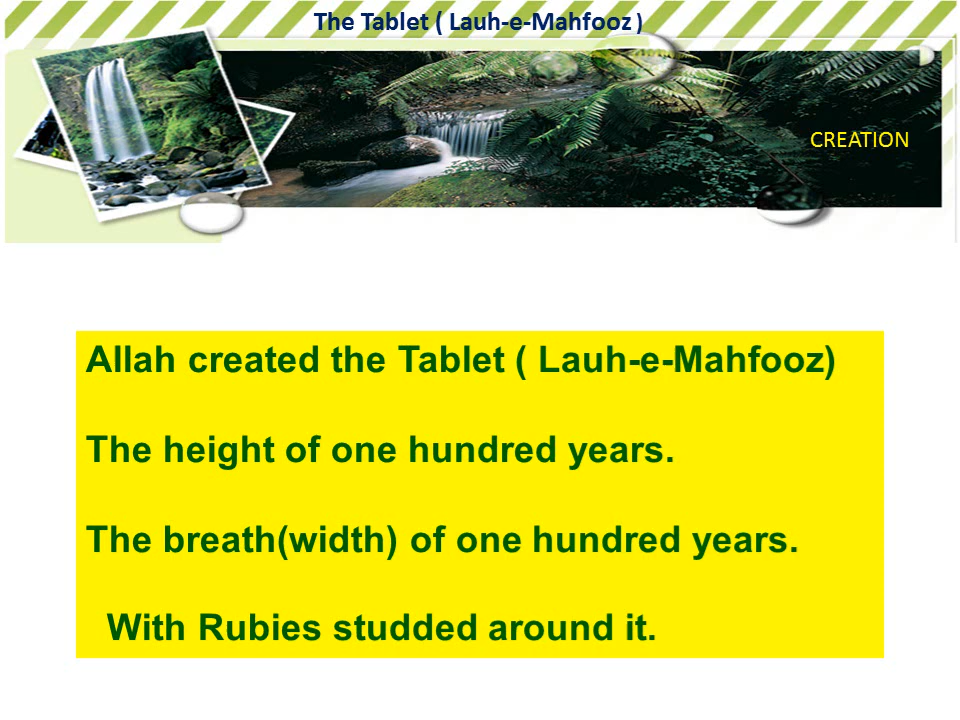 The Tablet ( Lauh-e-Mahfooz )
CREATION
Allah created the Tablet ( Lauh-e-Mahfooz)
The height of one hundred years.
The breath(width) of one hundred years.
With Rubies studded around it.